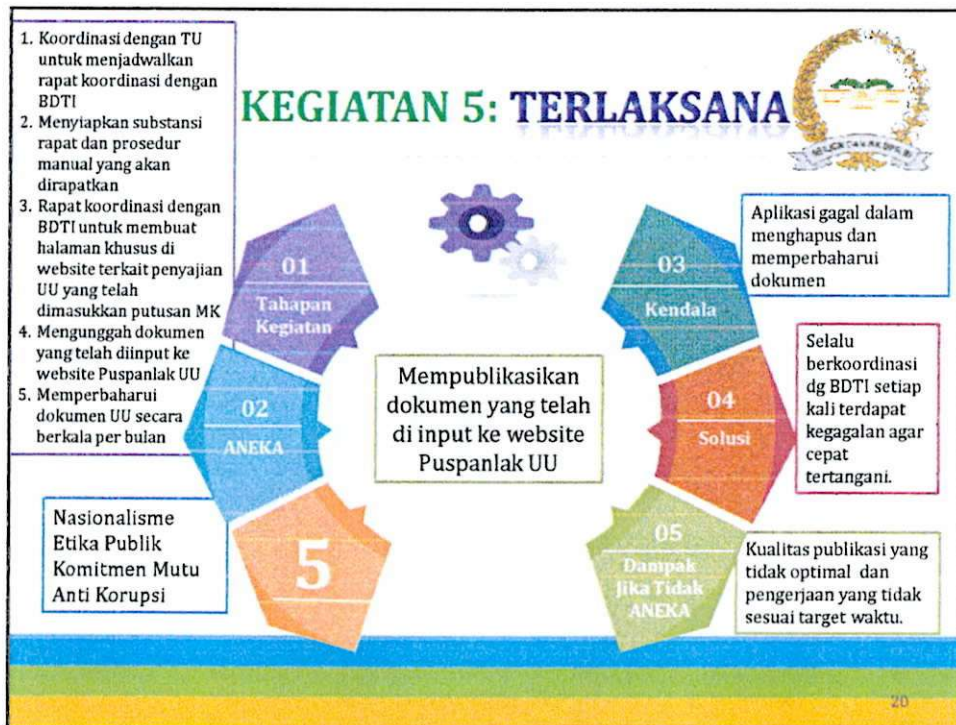 KEGIATAN 5: TERLAKSANA
1. Koordinasi dengan TU
untuk menjadwalkan
rapat koordinasi dengan
BDTI
2. Menyiapkan substansi
rapat dan prosedur
manual yang akan
dirapatkan
3. Rapat koordinasi dengan
BDTI untuk membuat
halaman khusus di
website terkait penyajian
UU yang telah
dimasukkan putusan MK
4. Mengunggah dokumen
yang telah diinput ke
website Puspanlak UU
5. Memperbaharui
dokumen UU secara
berkala per bulan
01
Tahapan
Kegiatan
02
ANEKA
Nasionalisme
Etika Publik
Komitmen Mutu
Anti Korupsi
5
Mempublikasikan
dokumen yang telah
di input ke website
Puspanlak UU
03
Kendala
Aplikasi gagal dalam
menghapus dan
memperbaharui
dokumen
04
Solusi
Selalu
berkoordinasi
dg BDTI setiap
kali terdapat
kegagalan agar
cepat
tertangani.
05
Dampak
Jika Tidak
ANEKA
Kualitas publikasi yang
tidak optimal dan
pengerjaan yang tidak
sesuai target waktu.
20